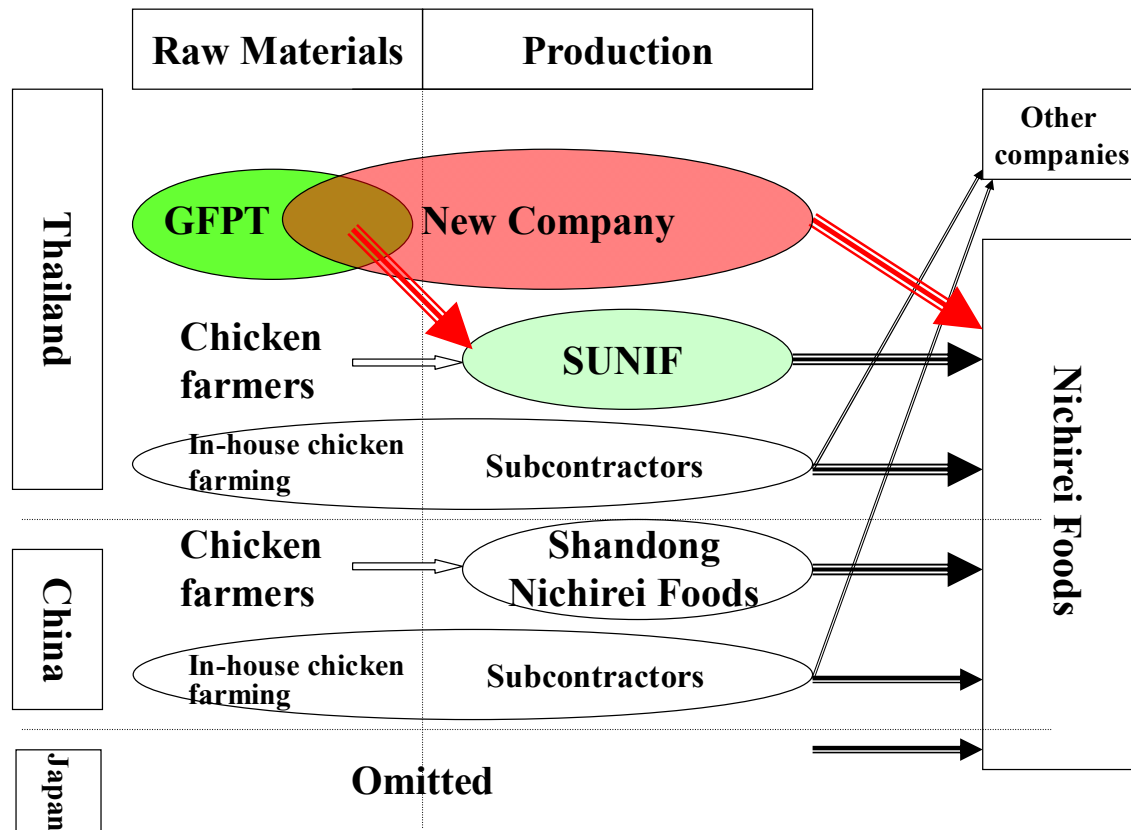 Raw Materials
Production
Other
companies
Thailand
GFPT
New Company
Chicken
farmers
SUNIF
In-house chicken
farming
Subcontractors
Nichirei Foods
China
Chicken
farmers
Shandong
Nichirei Foods
In-house chicken
farming
Subcontractors
Japan
Omitted